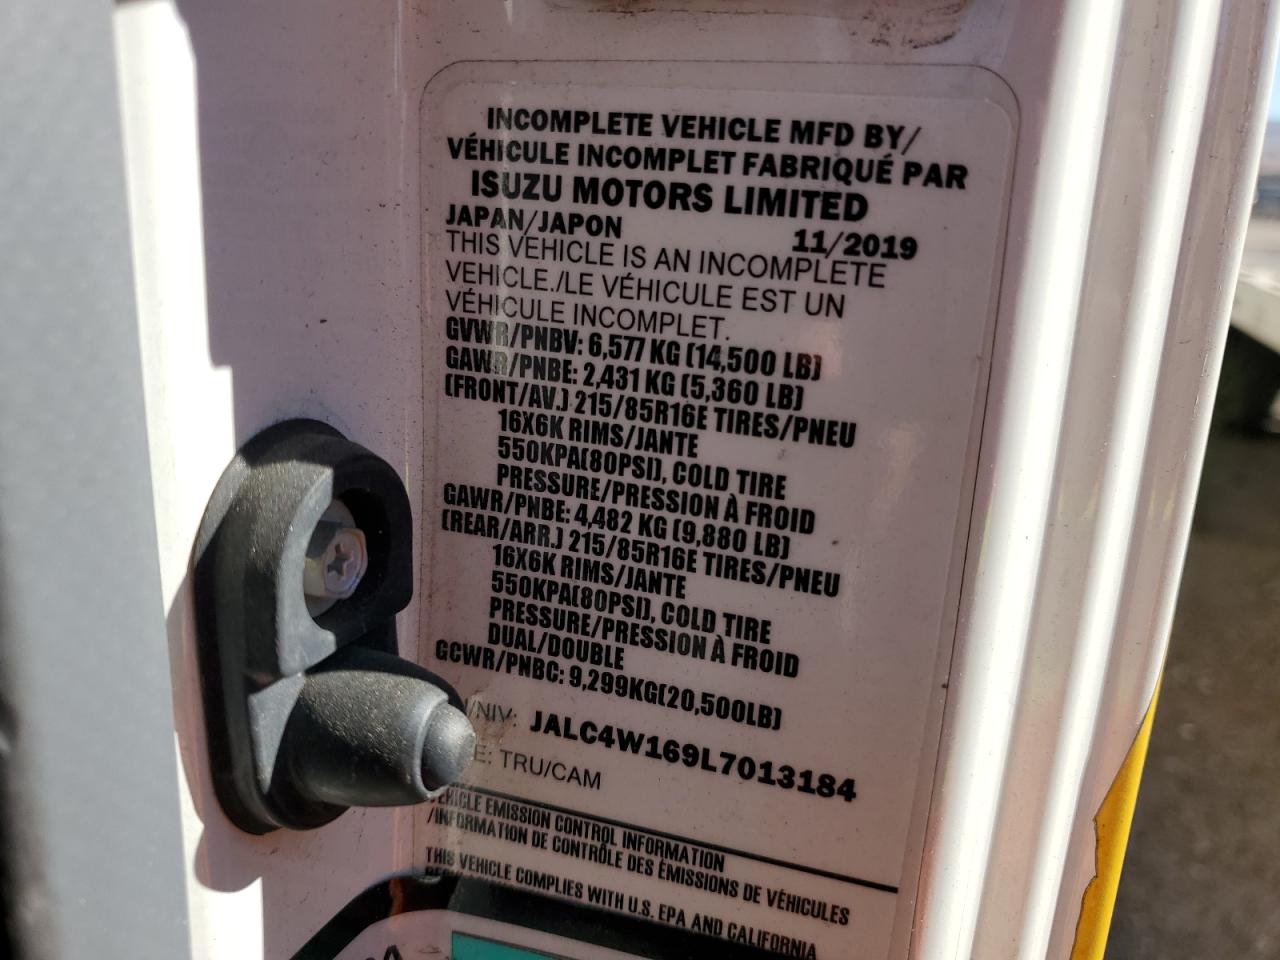 INCOMPLETE VEHICLE MFD BY/
VÉHICULE INCOMPLET FABRIQUÉ PAR
ISUZU MOTORS LIMITED
JAPAN/JAPON 11/2019
THIS VEHICLE IS AN INCOMPLETE
VEHICLE./LE VÉHICULE EST UN
VÉHICULE INCOMPLET.
GVWR/PNBV: 6,577 KG (14,500 LB)
GAWR/PNBE: 2,431 KG (5,360 LB)
(FRONT/AV.) 215/85R16E TIRES/PNEU
16X6K RIMS/JANTE
550KPA(80PSI), COLD TIRE
PRESSURE/PRESSION À FROID
GAWR/PNBE: 4,482 KG (9,880 LB)
(REAR/ARR.) 215/85R16E TIRES/PNEU
16X6K RIMS/JANTE
550KPA(80PSI), COLD TIRE
PRESSURE/PRESSION À FROID
DUAL/DOUBLE
GCWR/PNBC: 9,299KG(20,500LB)
/NIV: JALC4W169L7013184
E: TRU/CAM
VEHICLE EMISSION CONTROL INFORMATION
/INFORMATION DE CONTRÔLE DES ÉMISSIONS DE VÉHICULES
THIS VEHICLE COMPLIES WITH U.S. EPA AND CALIFORNIA